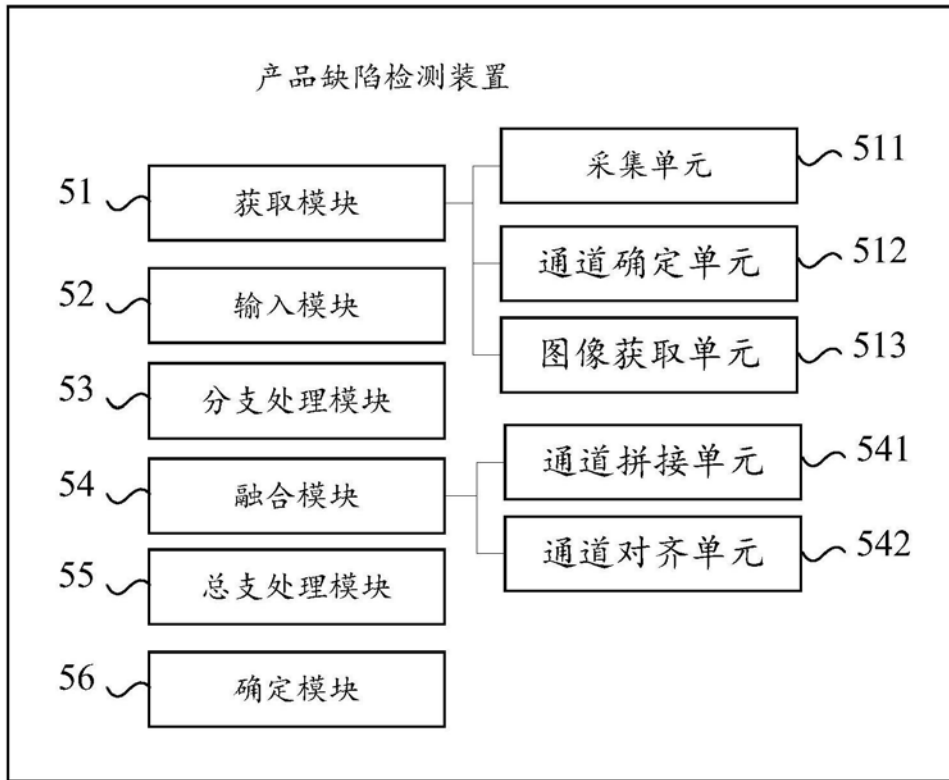 产品缺陷检测装置
51 获取模块
采集单元 511
通道确定单元 512
52 输入模块
图像获取单元 513
53 分支处理模块
54 融合模块
通道拼接单元 541
通道对齐单元 542
55 总支处理模块
56 确定模块